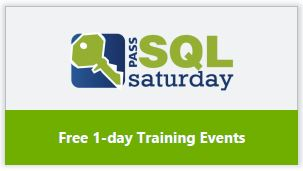 PASS
SQL
saturday
Free 1-day Training Events